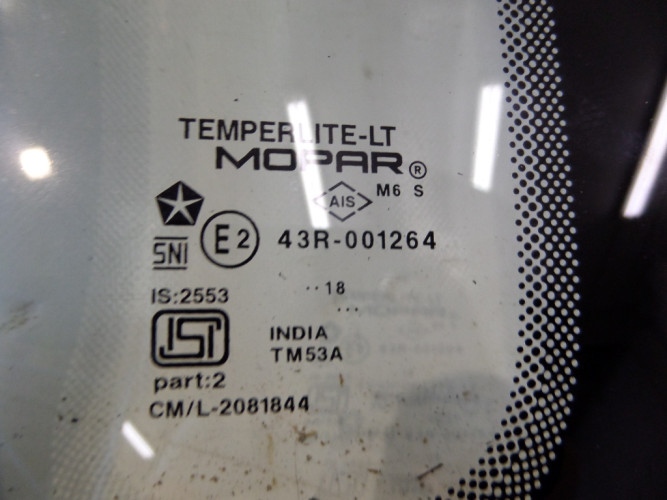 TEMPERLITE-LT
MOPAR®
AIS M6 S
SNI E2 43R-001264
··18
...
IS:2553
ISI INDIA
TM53A
part:2
CM/L-2081844